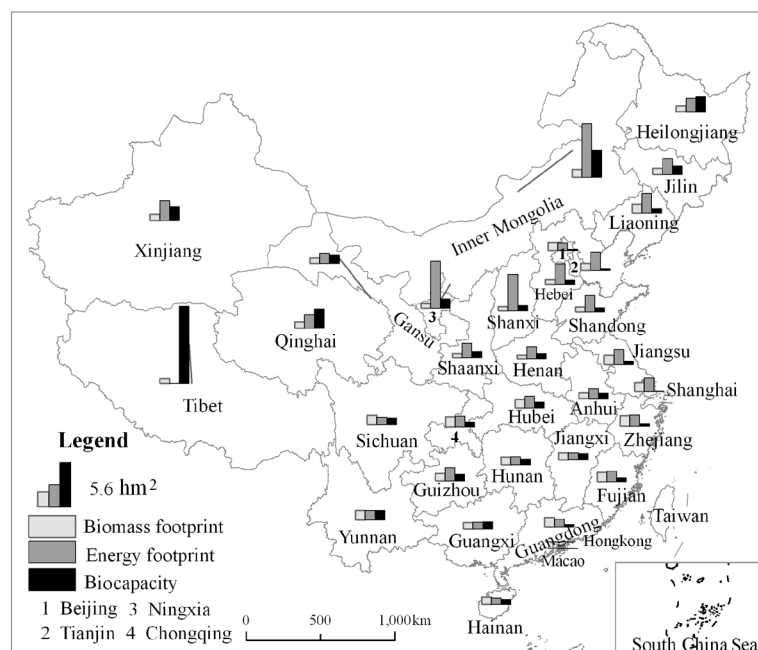 Heilongjiang
Jilin
Inner Mongolia
Liaoning
Xinjiang
1
2
Hebei
3
Gansu
Shanxi
Shandong
Qinghai
Shaanxi
Henan
Jiangsu
Shanghai
Tibet
Hubei
Anhui
Legend
Sichuan
4
Jiangxi
Zhejiang
5.6 hm²
Guizhou
Hunan
Fujian
Biomass footprint
Yunnan
Guangxi
Guangdong
Taiwan
Hongkong
Energy footprint
Macao
Biocapacity
1 Beijing 3 Ningxia
2 Tianjin 4 Chongqing
0 500 1,000km
Hainan
South China Sea